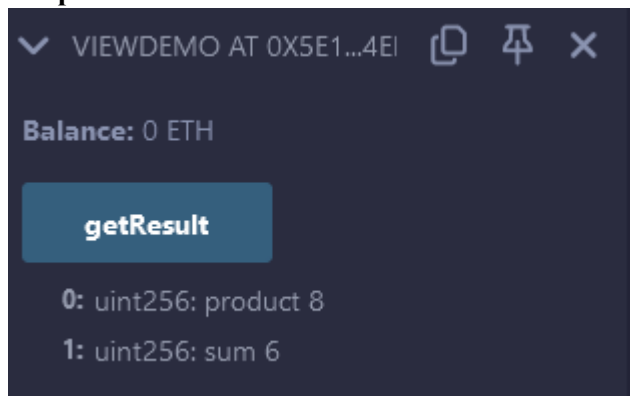 VIEWDEMO AT 0X5E1...4EI
Balance: 0 ETH
getResult
0: uint256: product 8
1: uint256: sum 6